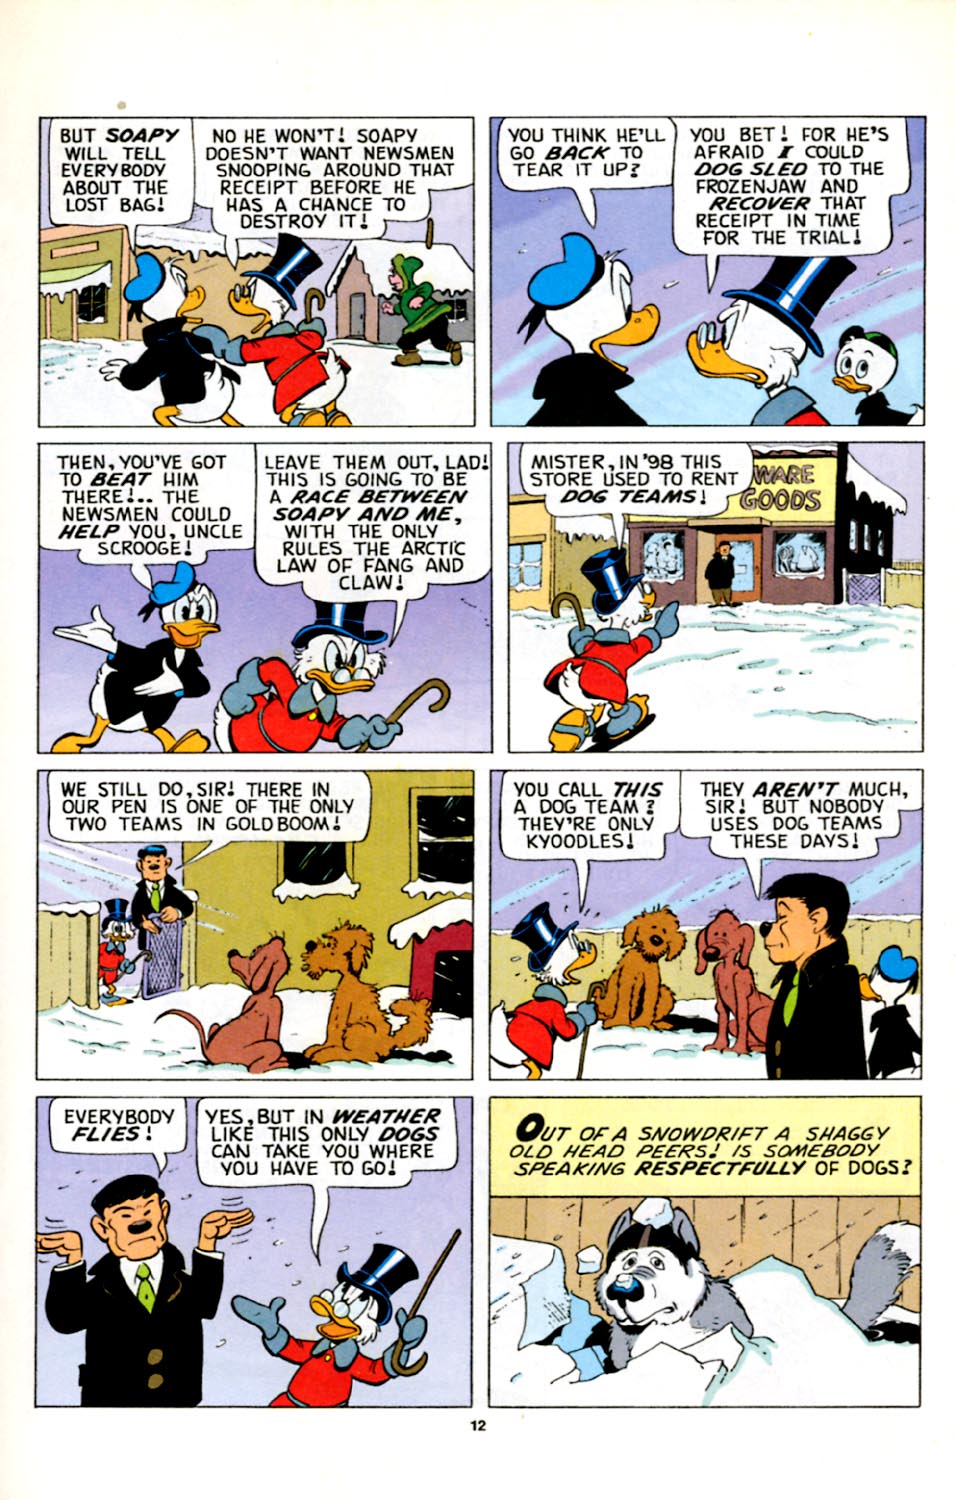 BUT SOAPY
WILL TELL
EVERYBODY
ABOUT THE
LOST BAG!
NO HE WON'T! SOAPY
DOESN'T WANT NEWSMEN
SNOOPING AROUND THAT
RECEIPT BEFORE HE
HAS A CHANCE TO
DESTROY IT!
YOU THINK HE'LL
GO BACK TO
TEAR IT UP?
YOU BET! FOR HE'S
AFRAID I COULD
DOG SLED TO THE
FROZENJAW AND
RECOVER THAT
RECEIPT IN TIME
FOR THE TRIAL!
THEN, YOU'VE GOT
TO BEAT HIM
THERE!.. THE
NEWSMEN COULD
HELP YOU, UNCLE
SCROOGE!
LEAVE THEM OUT, LAD!
THIS IS GOING TO BE
A RACE BETWEEN
SOAPY AND ME,
WITH THE ONLY
RULES THE ARCTIC
LAW OF FANG AND
CLAW!
MISTER, IN '98 THIS
STORE USED TO RENT
DOG TEAMS!
WARE
GOODS
WE STILL DO, SIR! THERE IN
OUR PEN IS ONE OF THE ONLY
TWO TEAMS IN GOLDBOOM!
YOU CALL THIS
A DOG TEAM?
THEY'RE ONLY
KYOODLES!
THEY AREN'T MUCH,
SIR! BUT NOBODY
USES DOG TEAMS
THESE DAYS!
EVERYBODY
FLIES!
YES, BUT IN WEATHER
LIKE THIS ONLY DOGS
CAN TAKE YOU WHERE
YOU HAVE TO GO!
OUT OF A SNOWDRIFT A SHAGGY
OLD HEAD PEERS! IS SOMEBODY
SPEAKING RESPECTFULLY OF DOGS?
12